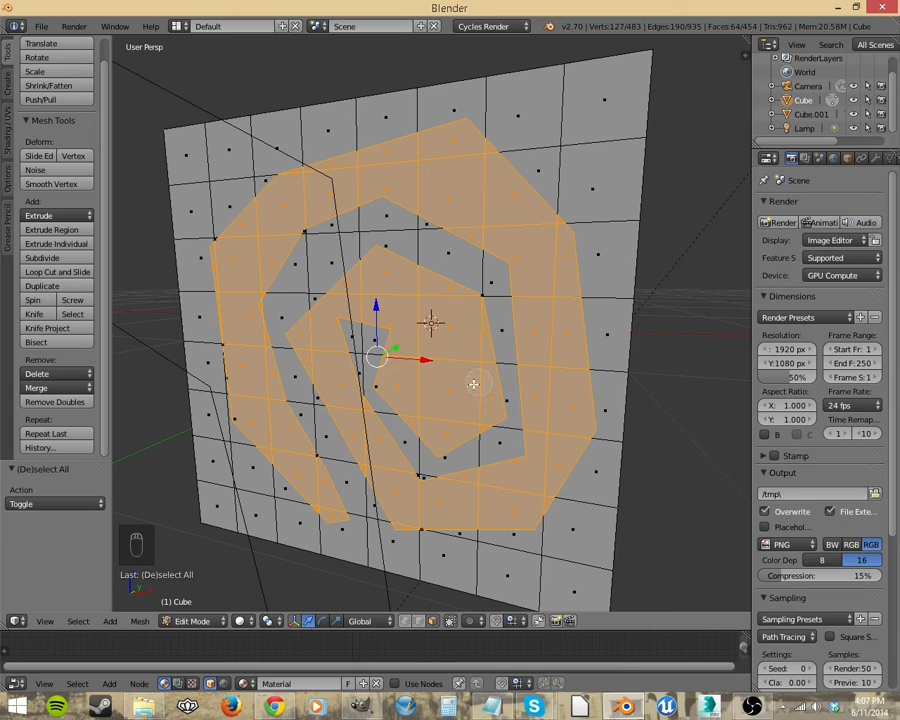 Blender
File Render Window Help Default Scene Cycles Render v2.70 | Verts:127/483 | Edges:190/935 | Faces:64/454 | Tris:962 | Mem:20.58M | Cube
Tools
Create
Shading / UVs
Options
Grease Pencil
Translate
Rotate
Scale
Shrink/Fatten
Push/Pull
Mesh Tools
Deform:
Slide Ed Vertex
Noise
Smooth Vertex
Add:
Extrude
Extrude Region
Extrude Individual
Subdivide
Loop Cut and Slide
Duplicate
Spin Screw
Knife Select
Knife Project
Bisect
Remove:
Delete
Merge
Remove Doubles
Repeat:
Repeat Last
History...
(De)select All
Action
Toggle
User Persp
Last: (De)select All
(1) Cube
View Select Add Mesh Edit Mode Global
View Select Add Node Material F Use Nodes
View Search All Scenes
RenderLayers
World
Camera
Cube
Cube.001
Lamp
Scene
Render
Render Animati Audio
Display: Image Editor
Feature S Supported
Device: GPU Compute
Dimensions
Render Presets
Resolution: Frame Range:
: 1920 px Start Fr: 1
Y:1080 px End F:250
50% Frame S:1
Aspect Ratio: Frame Rate:
X: 1.000 24 fps
Y: 1.000 Time Remap...
B C 1 10
Stamp
Output
/tmp\
Overwrite File Exte...
Placehol...
PNG BW RGB RGB
Color Dep 8 16
Compression: 15%
Sampling
Sampling Presets
Path Tracing Square S...
Settings: Samples:
Seed: 0 Render:50
Cla: 0.00 Previe: 10
4:07 PM
6/11/2014